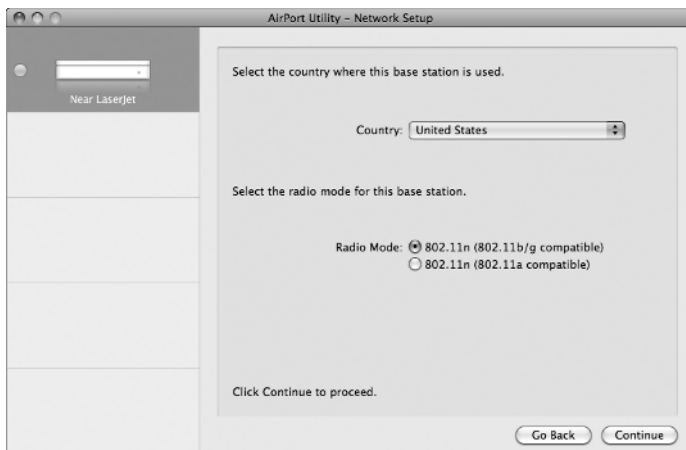 AirPort Utility – Network Setup
Near LaserJet
Select the country where this base station is used.
Country: United States
Select the radio mode for this base station.
Radio Mode: 802.11n (802.11b/g compatible)
802.11n (802.11a compatible)
Click Continue to proceed.
Go Back Continue